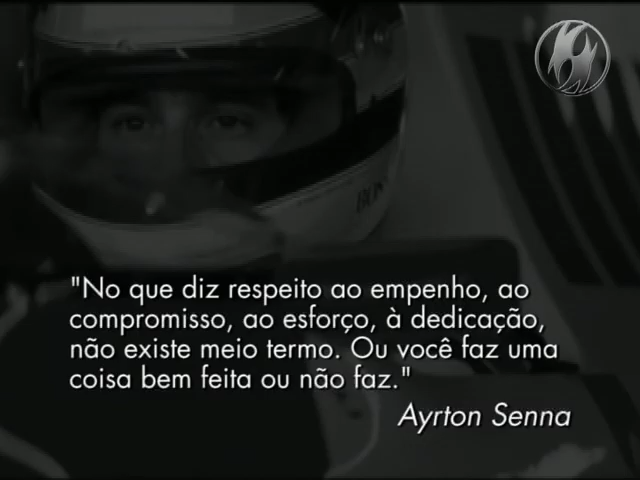 "No que diz respeito ao empenho, ao
compromisso, ao esforço, à dedicação,
não existe meio termo. Ou você faz uma
coisa bem feita ou não faz."
Ayrton Senna